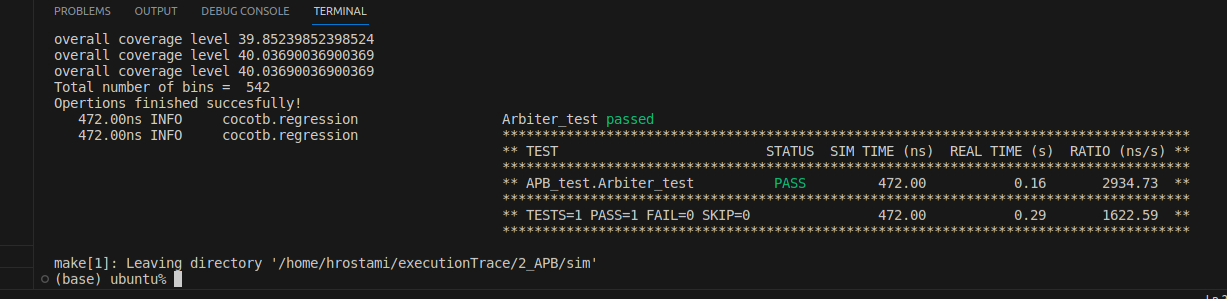 PROBLEMS OUTPUT DEBUG CONSOLE TERMINAL
overall coverage level 39.85239852398524
overall coverage level 40.03690036900369
overall coverage level 40.03690036900369
Total number of bins =  542
Opertions finished succesfully!
   472.00ns INFO     cocotb.regression                  Arbiter_test passed
   472.00ns INFO     cocotb.regression                  *************************************************************************************
                                                        ** TEST                          STATUS  SIM TIME (ns)  REAL TIME (s)  RATIO (ns/s) **
                                                        *************************************************************************************
                                                        ** APB_test.Arbiter_test          PASS         472.00           0.16       2934.73  **
                                                        *************************************************************************************
                                                        ** TESTS=1 PASS=1 FAIL=0 SKIP=0                472.00           0.29       1622.59  **
                                                        *************************************************************************************
make[1]: Leaving directory '/home/hrostami/executionTrace/2_APB/sim'
(base) ubuntu%